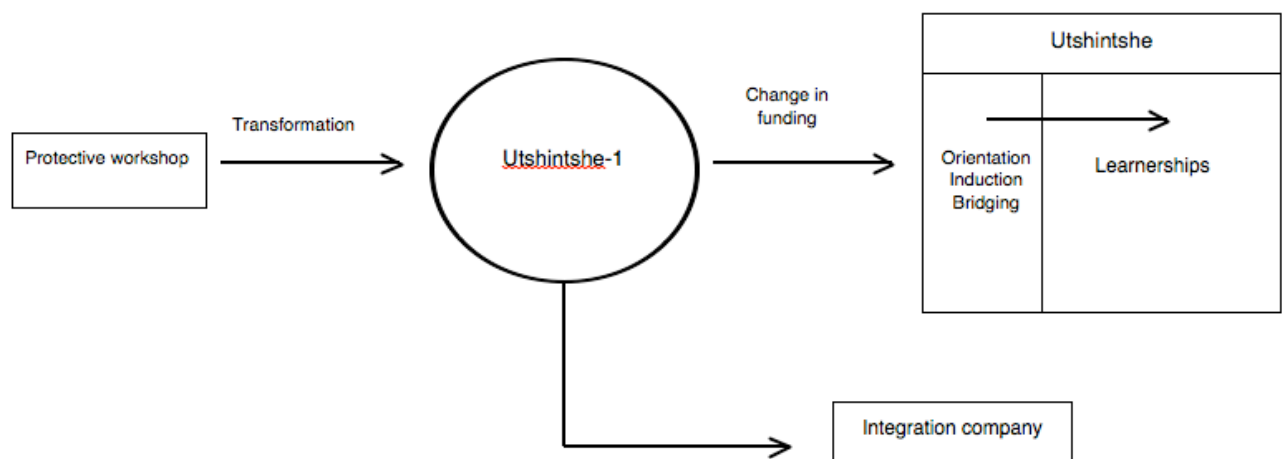 Protective workshop
Transformation
Utshintshe-1
Change in
funding
Utshintshe
Orientation
Induction
Bridging
Learnerships
Integration company